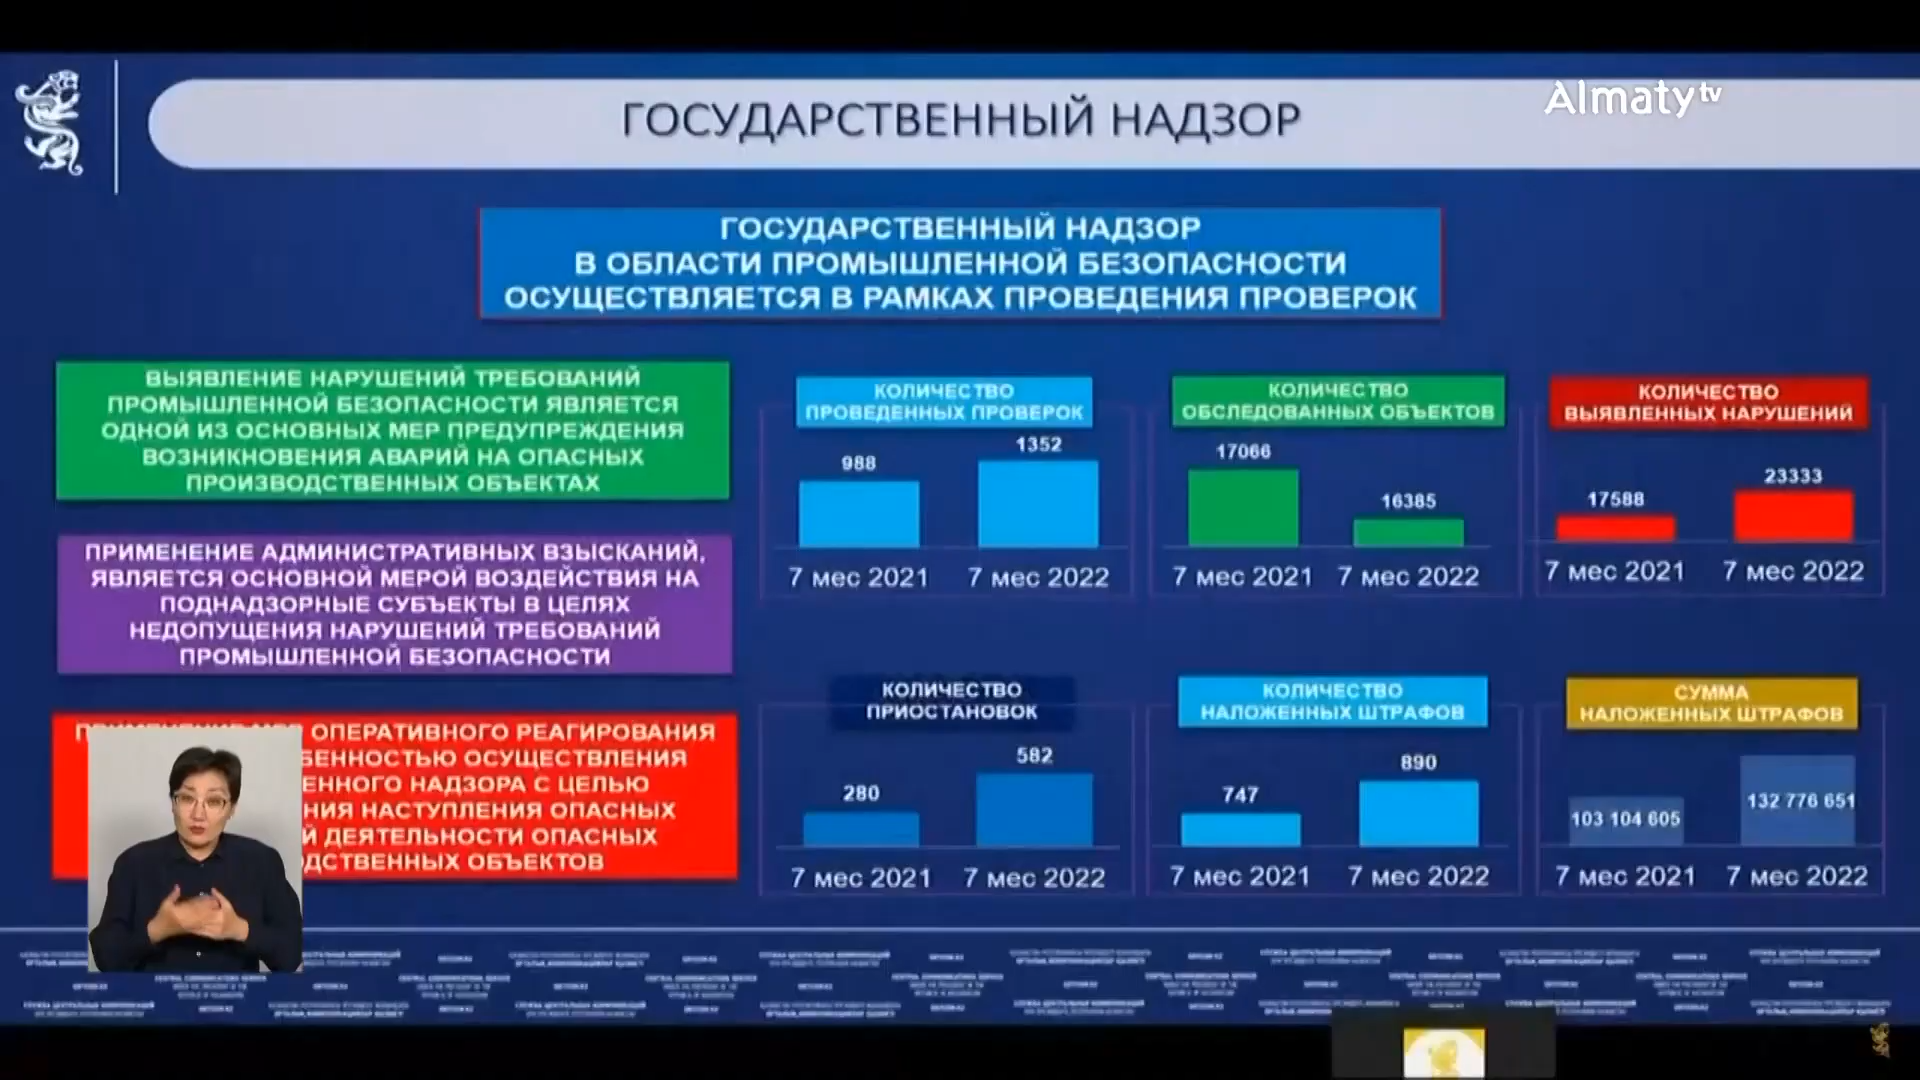 ГОСУДАРСТВЕННЫЙ НАДЗОР
Almaty tv
ГОСУДАРСТВЕННЫЙ НАДЗОР
В ОБЛАСТИ ПРОМЫШЛЕННОЙ БЕЗОПАСНОСТИ
ОСУЩЕСТВЛЯЕТСЯ В РАМКАХ ПРОВЕДЕНИЯ ПРОВЕРОК
ВЫЯВЛЕНИЕ НАРУШЕНИЙ ТРЕБОВАНИЙ
ПРОМЫШЛЕННОЙ БЕЗОПАСНОСТИ ЯВЛЯЕТСЯ
ОДНОЙ ИЗ ОСНОВНЫХ МЕР ПРЕДУПРЕЖДЕНИЯ
ВОЗНИКНОВЕНИЯ АВАРИЙ НА ОПАСНЫХ
ПРОИЗВОДСТВЕННЫХ ОБЪЕКТАХ
ПРИМЕНЕНИЕ АДМИНИСТРАТИВНЫХ ВЗЫСКАНИЙ,
ЯВЛЯЕТСЯ ОСНОВНОЙ МЕРОЙ ВОЗДЕЙСТВИЯ НА
ПОДНАДЗОРНЫЕ СУБЪЕКТЫ В ЦЕЛЯХ
НЕДОПУЩЕНИЯ НАРУШЕНИЙ ТРЕБОВАНИЙ
ПРОМЫШЛЕННОЙ БЕЗОПАСНОСТИ
ОПЕРАТИВНОГО РЕАГИРОВАНИЯ
БЕННОСТЬЮ ОСУЩЕСТВЛЕНИЯ
ЕННОГО НАДЗОРА С ЦЕЛЬЮ
НИЯ НАСТУПЛЕНИЯ ОПАСНЫХ
Й ДЕЯТЕЛЬНОСТИ ОПАСНЫХ
ОДСТВЕННЫХ ОБЪЕКТОВ
КОЛИЧЕСТВО
ПРОВЕДЕННЫХ ПРОВЕРОК
988
1352
7 мес 2021
7 мес 2022
КОЛИЧЕСТВО
ОБСЛЕДОВАННЫХ ОБЪЕКТОВ
17066
16385
7 мес 2021
7 мес 2022
КОЛИЧЕСТВО
ВЫЯВЛЕННЫХ НАРУШЕНИЙ
17588
23333
7 мес 2021
7 мес 2022
КОЛИЧЕСТВО
ПРИОСТАНОВОК
280
582
7 мес 2021
7 мес 2022
КОЛИЧЕСТВО
НАЛОЖЕННЫХ ШТРАФОВ
747
890
7 мес 2021
7 мес 2022
СУММА
НАЛОЖЕННЫХ ШТРАФОВ
103 104 605
132 776 651
7 мес 2021
7 мес 2022